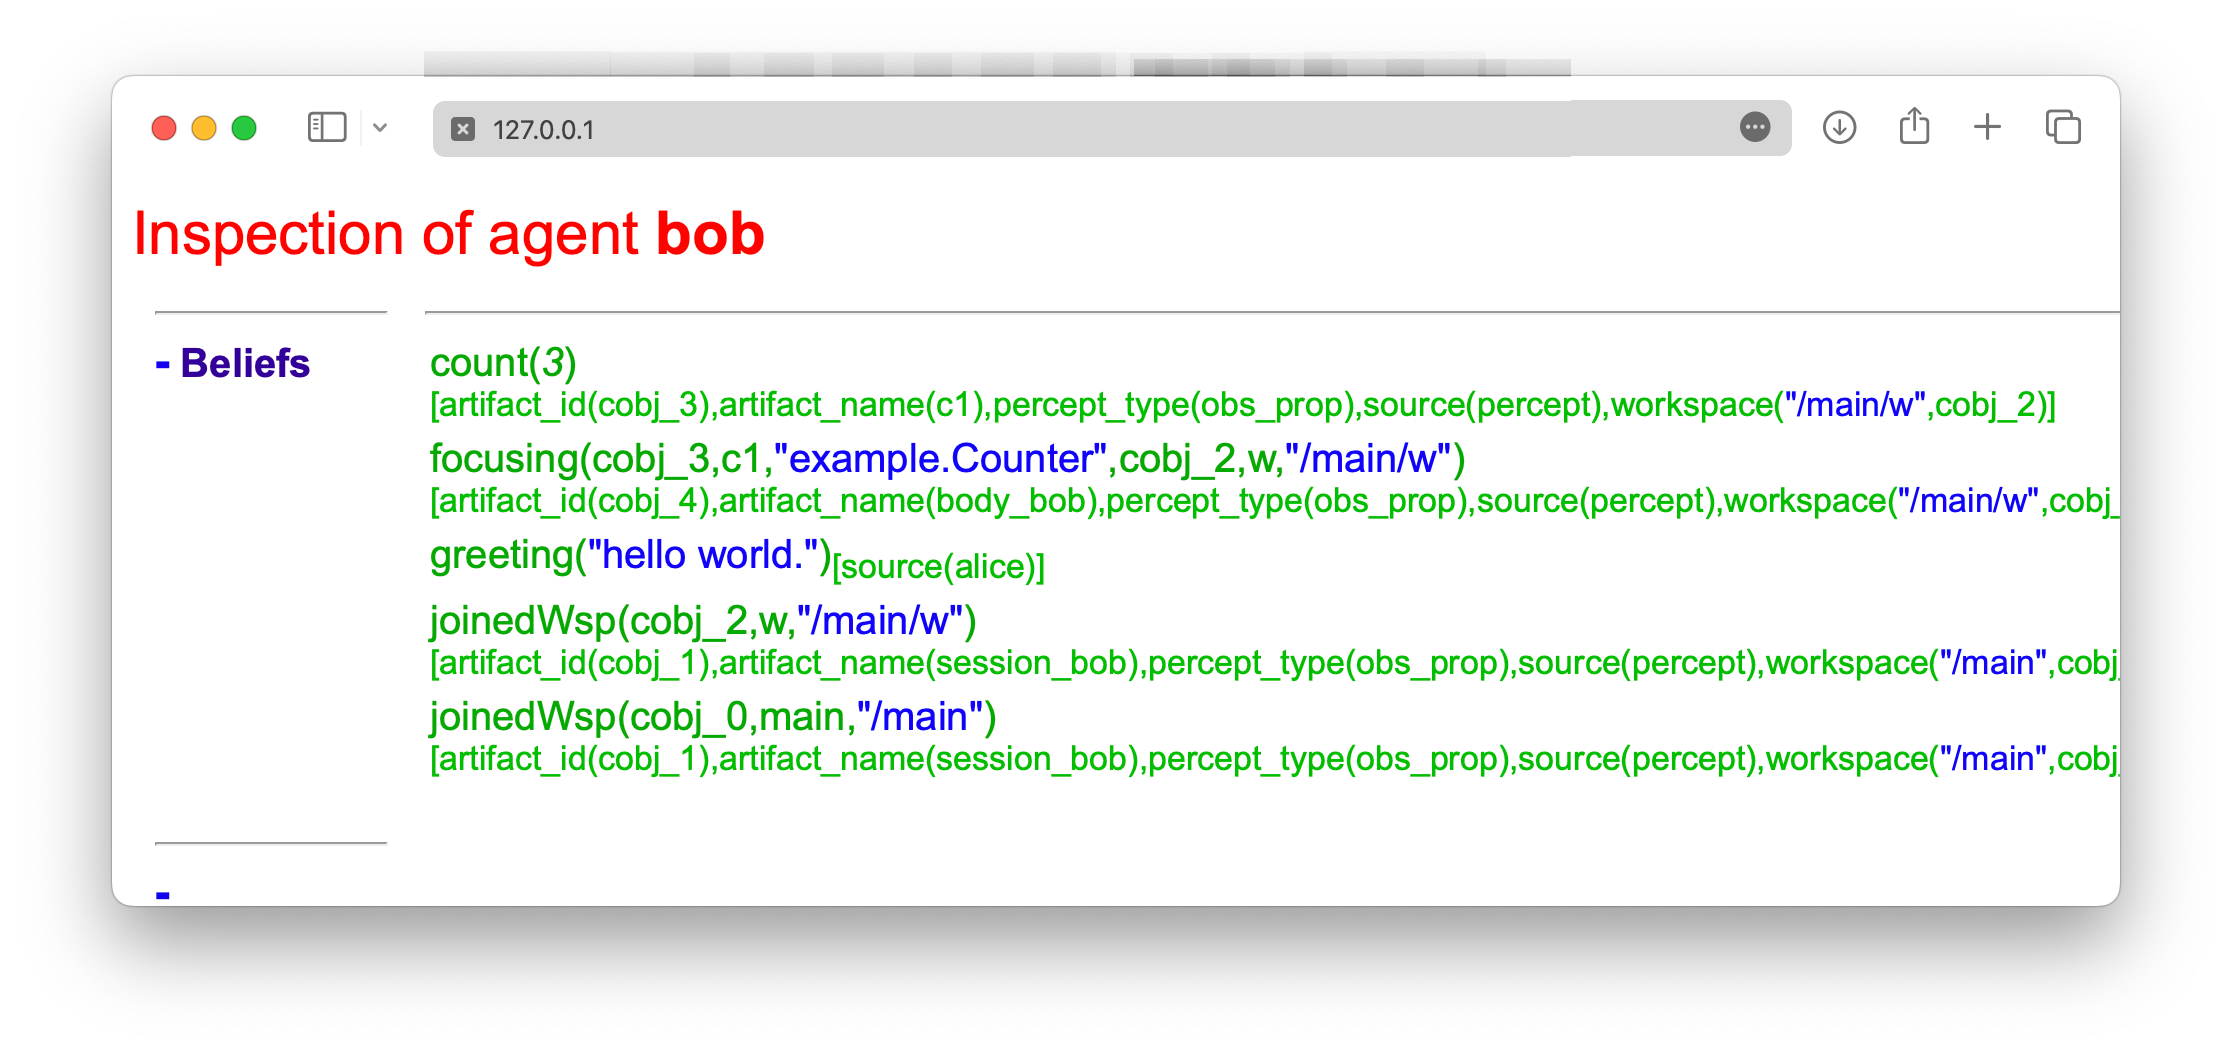 127.0.0.1
Inspection of agent bob
- Beliefs
count(3)
[artifact_id(cobj_3),artifact_name(c1),percept_type(obs_prop),source(percept),workspace("/main/w",cobj_2)]
focusing(cobj_3,c1,"example.Counter",cobj_2,w,"/main/w")
[artifact_id(cobj_4),artifact_name(body_bob),percept_type(obs_prop),source(percept),workspace("/main/w",cobj_
greeting("hello world.")[source(alice)]
joinedWsp(cobj_2,w,"/main/w")
[artifact_id(cobj_1),artifact_name(session_bob),percept_type(obs_prop),source(percept),workspace("/main",cobj_
joinedWsp(cobj_0,main,"/main")
[artifact_id(cobj_1),artifact_name(session_bob),percept_type(obs_prop),source(percept),workspace("/main",cobj_
-